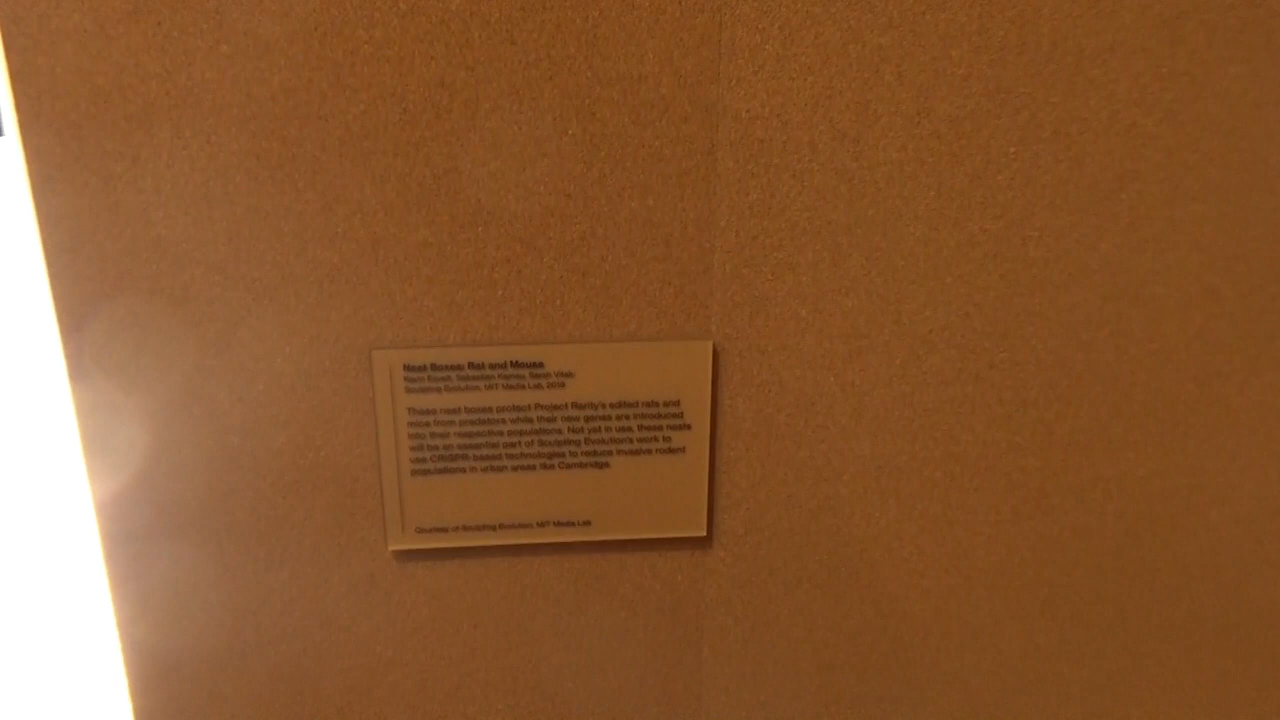 Nest Boxes: Rat and Mouse
Kevin Esvelt, Sebastian Kamau, Sarah Vitak
Sculpting Evolution, MIT Media Lab, 2019
These nest boxes protect Project Rarity's edited rats and
mice from predators while their new genes are introduced
into their respective populations. Not yet in use, these nests
will be an essential part of Sculpting Evolution's work to
use CRISPR-based technologies to reduce invasive rodent
populations in urban areas like Cambridge.
Courtesy of Sculpting Evolution, MIT Media Lab